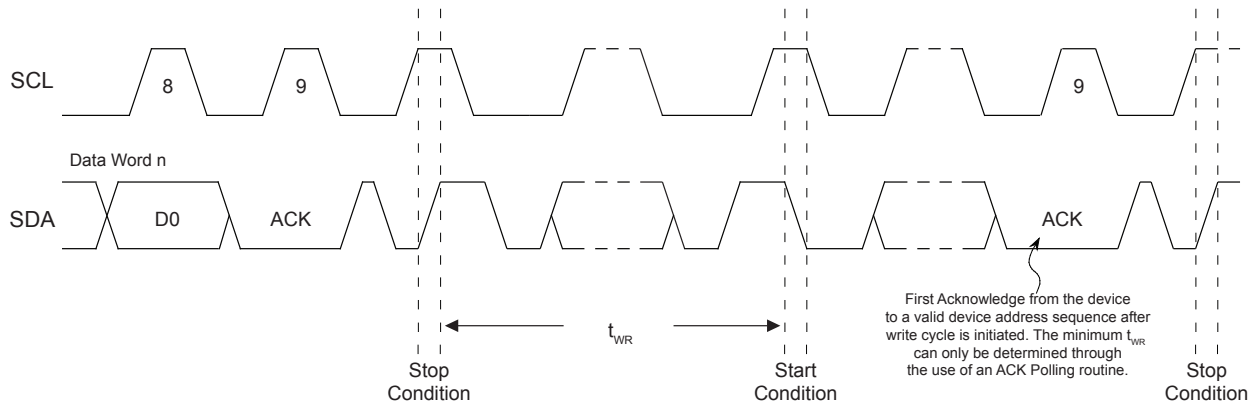 SCL
8
9
9
Data Word n
SDA
D0
ACK
ACK
First Acknowledge from the device
to a valid device address sequence after
write cycle is initiated. The minimum tWR
can only be determined through
the use of an ACK Polling routine.
tWR
Stop
Condition
Start
Condition
Stop
Condition